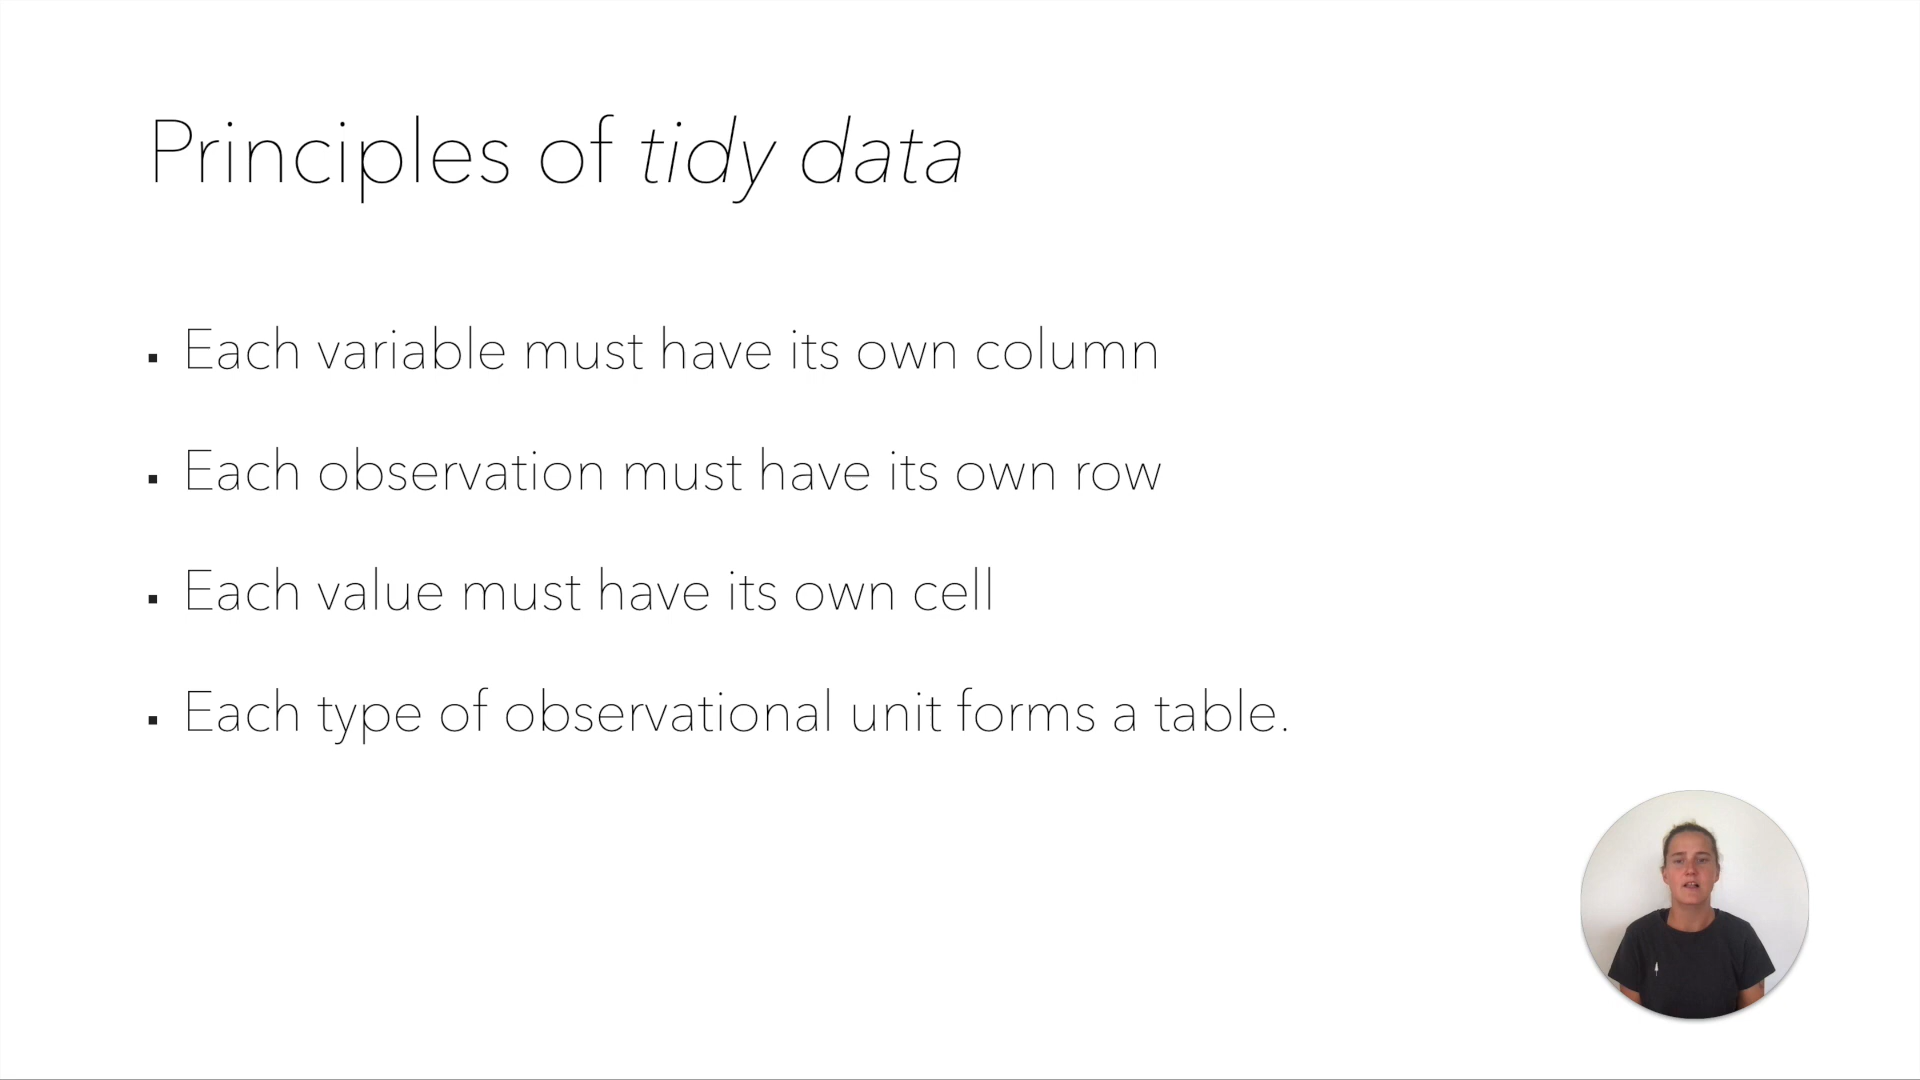 Principles of tidy data
▪ Each variable must have its own column
▪ Each observation must have its own row
▪ Each value must have its own cell
▪ Each type of observational unit forms a table.